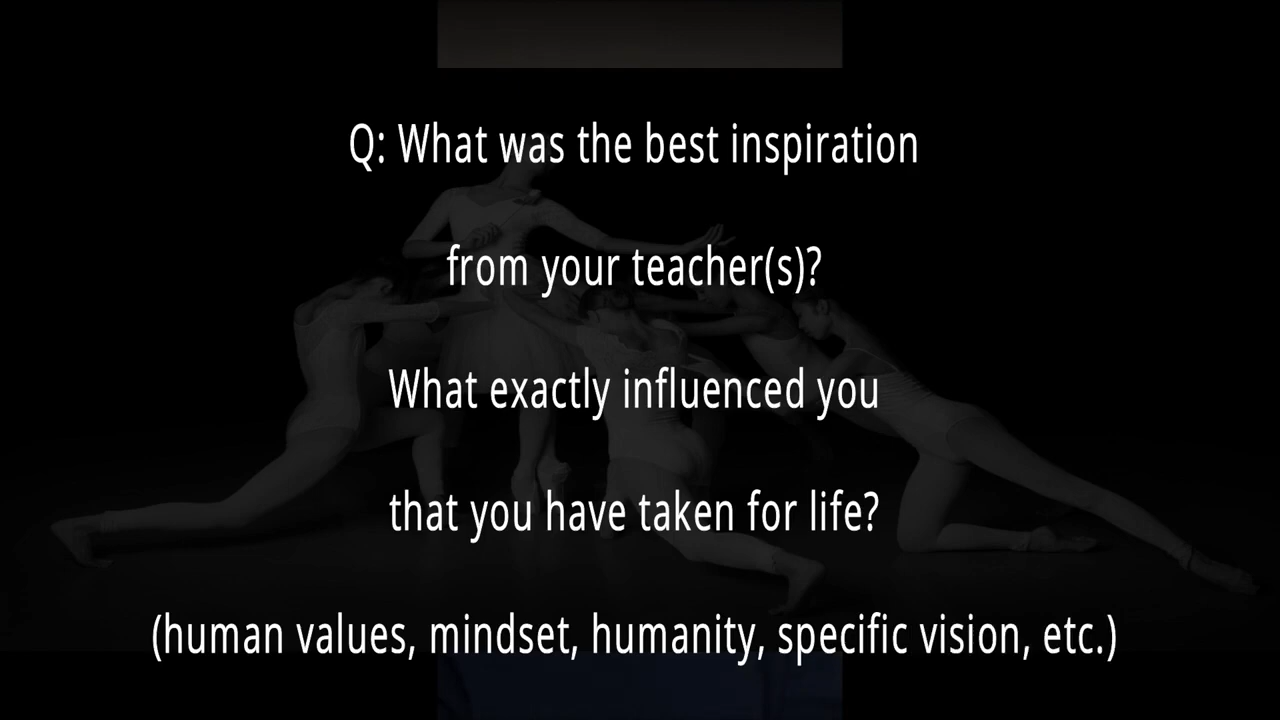 Q: What was the best inspiration
from your teacher(s)?
What exactly influenced you
that you have taken for life?
(human values, mindset, humanity, specific vision, etc.)